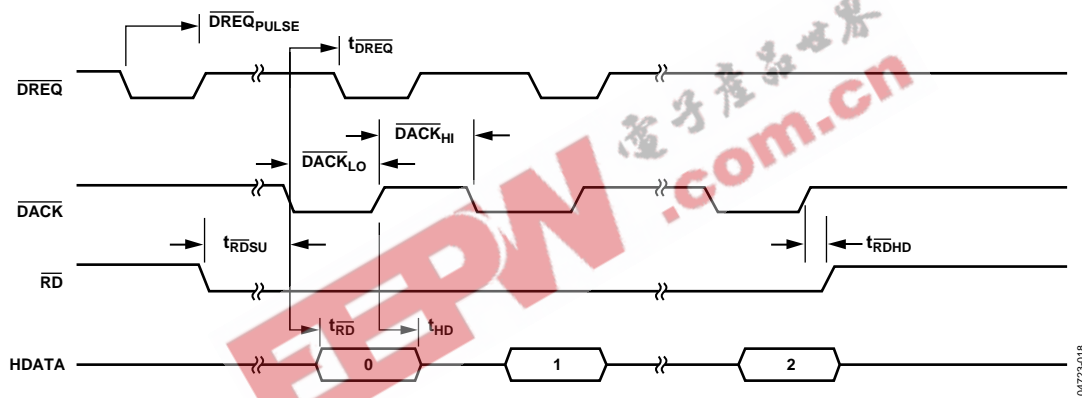 DREQPULSE
tDREQ
DREQ
DACKHI
DACKLO
DACK
tRDSU
tRDHD
RD
tRD
tHD
HDATA
0
1
2
04723-018
EEPW
.com.cn
電子產品世界